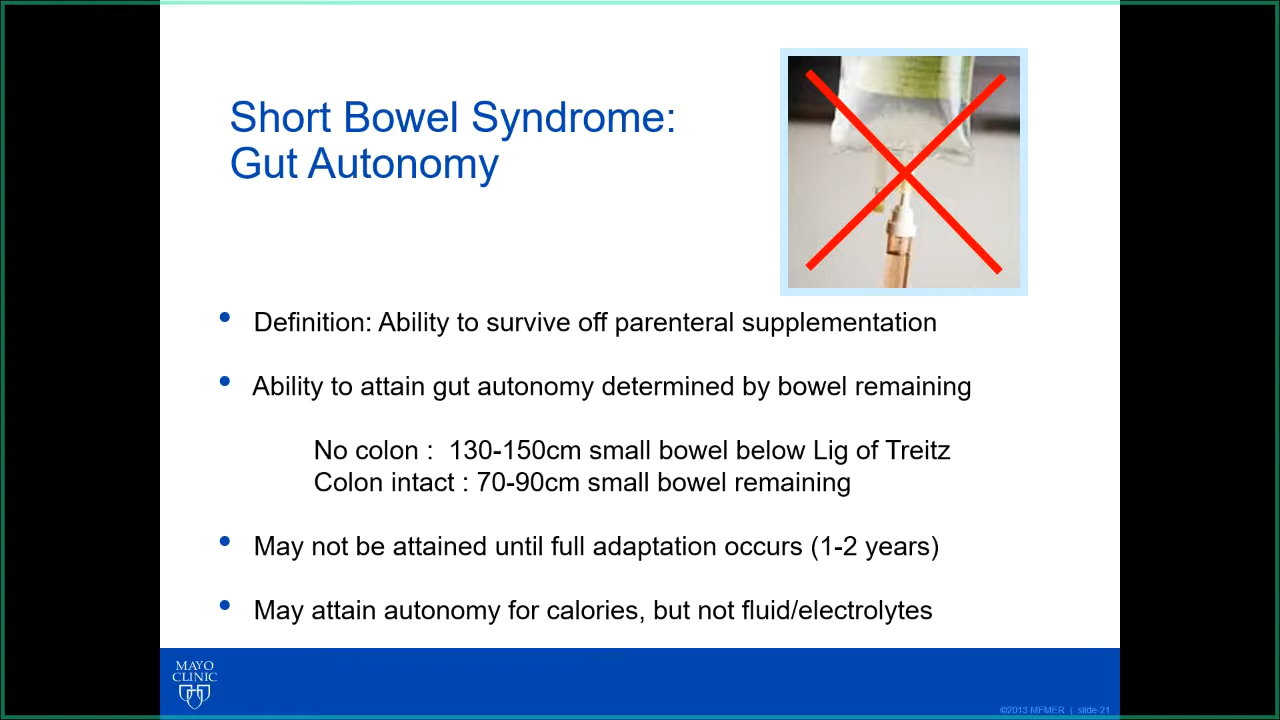 Short Bowel Syndrome:
Gut Autonomy
• Definition: Ability to survive off parenteral supplementation
• Ability to attain gut autonomy determined by bowel remaining
No colon : 130-150cm small bowel below Lig of Treitz
Colon intact : 70-90cm small bowel remaining
• May not be attained until full adaptation occurs (1-2 years)
• May attain autonomy for calories, but not fluid/electrolytes
MAYO
CLINIC
©2013 MFMER | slide-21